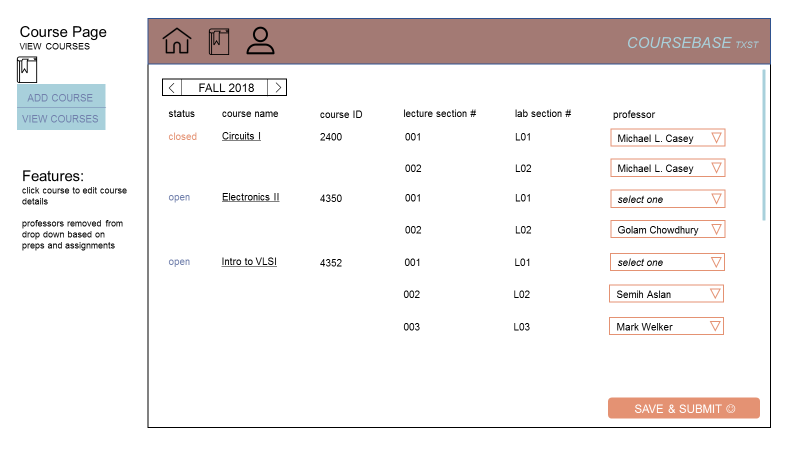 Course Page
VIEW COURSES
ADD COURSE
VIEW COURSES
Features:
click course to edit course
details
professors removed from
drop down based on
preps and assignments
COURSEBASE TXST
< FALL 2018 >
status course name course ID lecture section # lab section # professor
closed Circuits I 2400 001 L01 Michael L. Casey
002 L02 Michael L. Casey
open Electronics II 4350 001 L01 select one
002 L02 Golam Chowdhury
open Intro to VLSI 4352 001 L01 select one
002 L02 Semih Aslan
003 L03 Mark Welker
SAVE & SUBMIT ☺